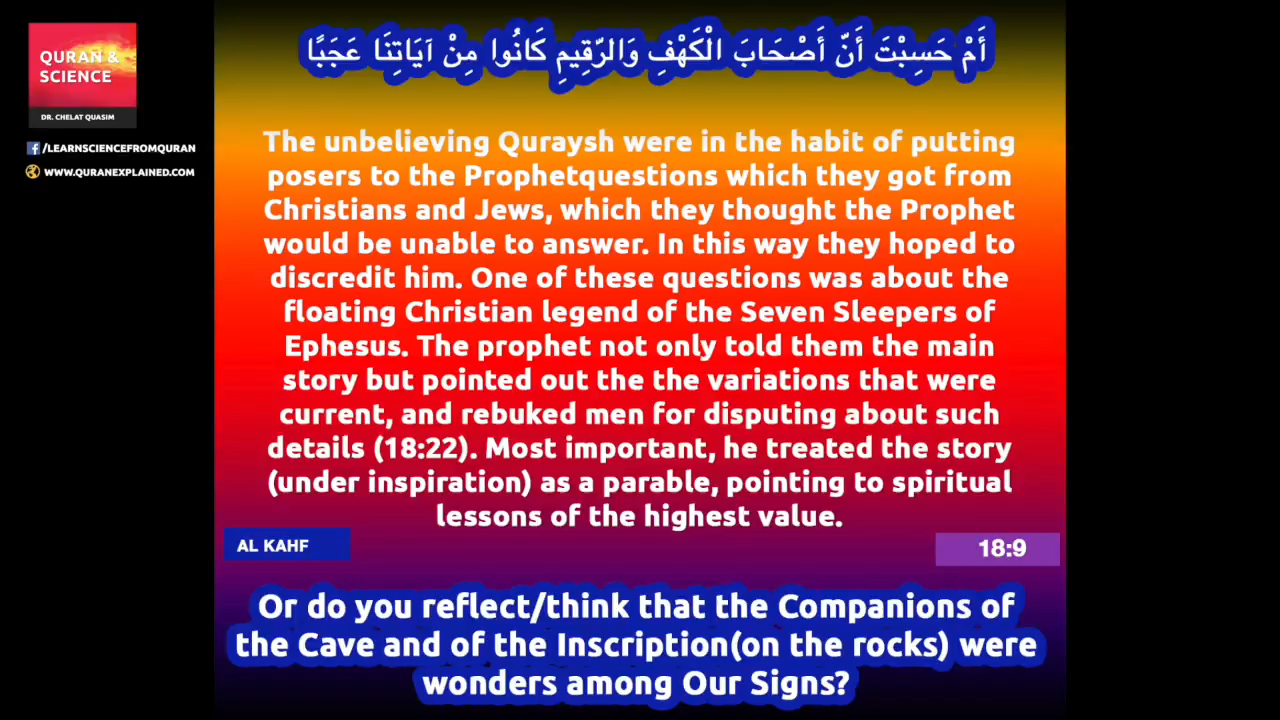 أَمْ حَسِبْتَ أَنّ أَصْحَابَ الْكَهْفِ وَالرّقِيمِ كَانُوا مِنْ آيَاتِنَا عَجَبًا
QURAN &
SCIENCE
DR. CHELAT QUASIM
/LEARNSCIENCEFROMQURAN
WWW.QURANEXPLAINED.COM
The unbelieving Quraysh were in the habit of putting
posers to the Prophetquestions which they got from
Christians and Jews, which they thought the Prophet
would be unable to answer. In this way they hoped to
discredit him. One of these questions was about the
floating Christian legend of the Seven Sleepers of
Ephesus. The prophet not only told them the main
story but pointed out the the variations that were
current, and rebuked men for disputing about such
details (18:22). Most important, he treated the story
(under inspiration) as a parable, pointing to spiritual
lessons of the highest value.
AL KAHF
18:9
Or do you reflect/think that the Companions of
the Cave and of the Inscription(on the rocks) were
wonders among Our Signs?